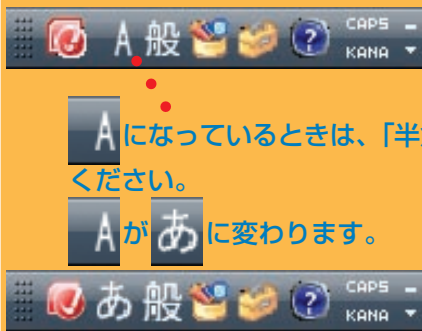 A 般 CAPS
KANA
Aになっているときは、「半
ください。
Aが あ に変わります。
あ 般 CAPS
KANA